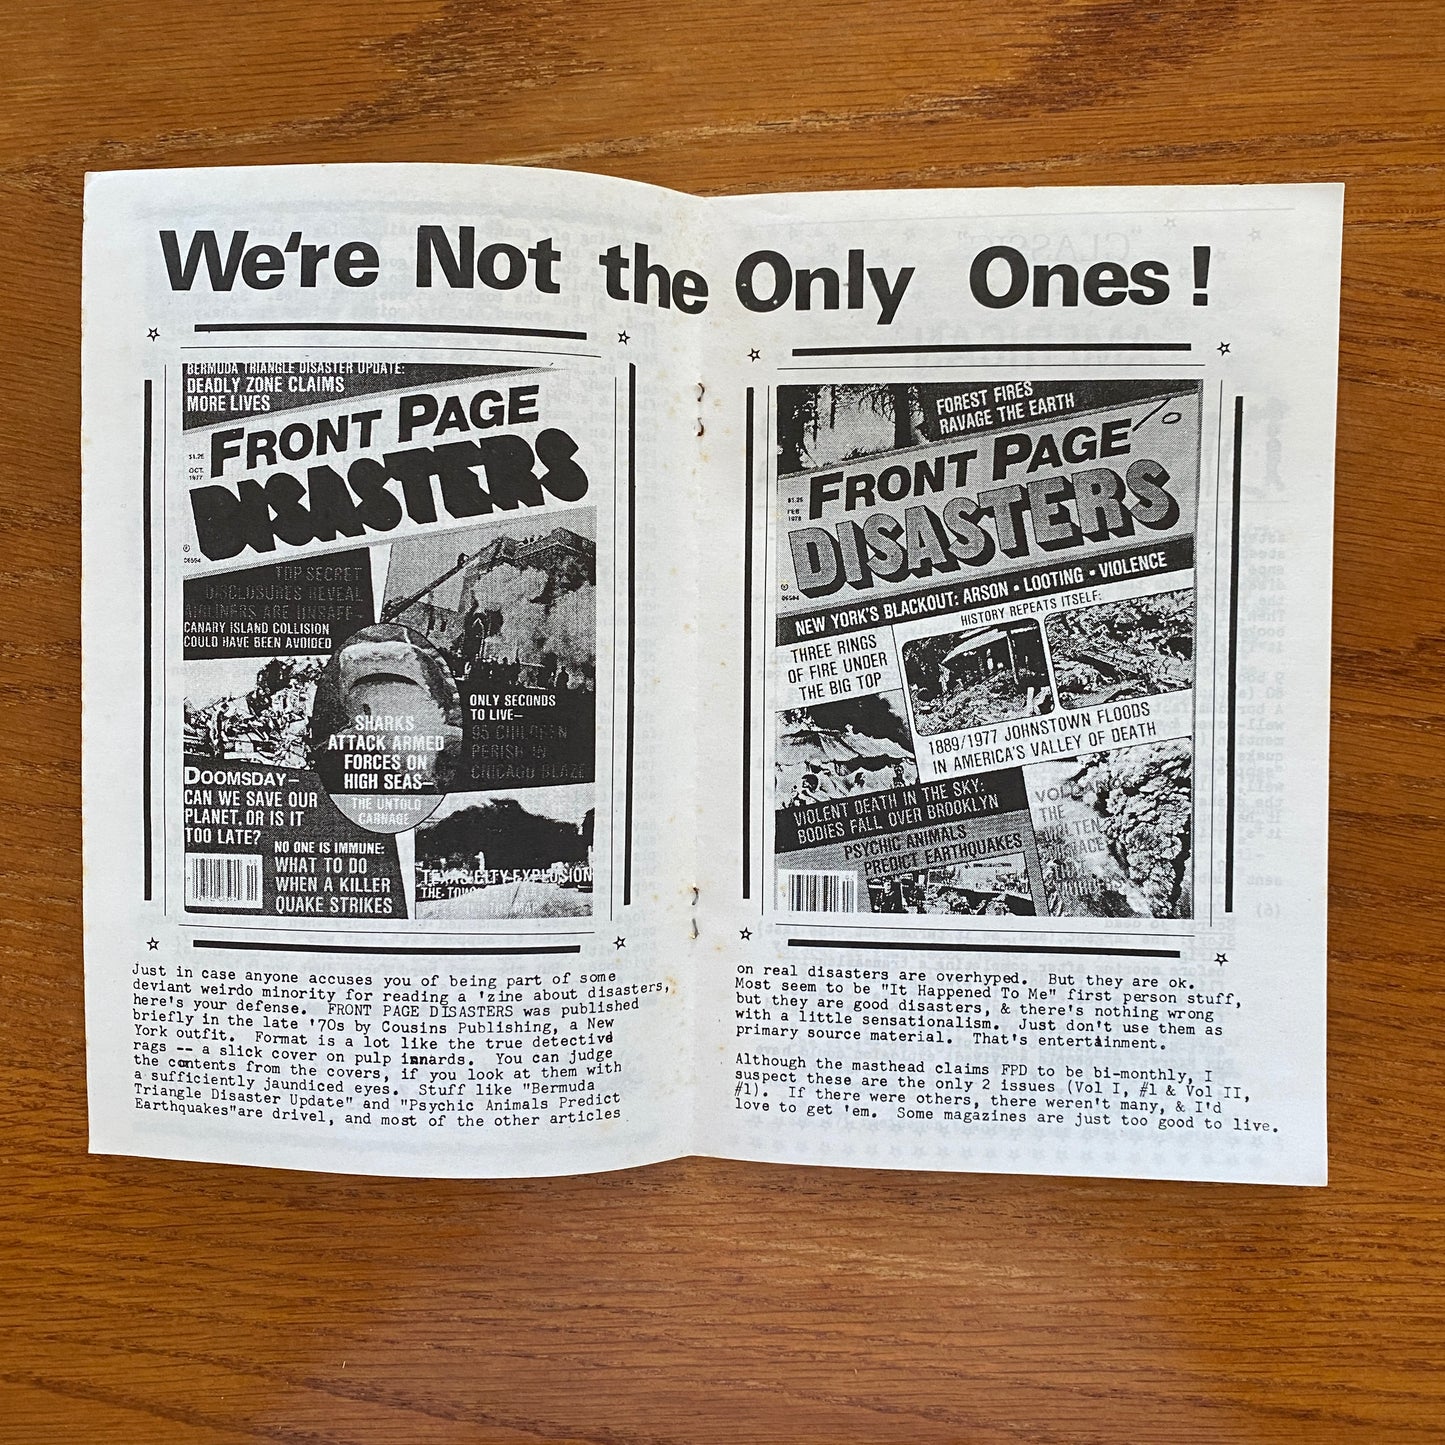 We're Not the Only Ones!
BERMUDA TRIANGLE DISASTER UPDATE:
DEADLY ZONE CLAIMS
MORE LIVES
FRONT PAGE
DISASTERS
$1.25
OCT.
1977
06594
TOP SECRET
DISCLOSURES REVEAL
AIRLINERS ARE UNSAFE—
CANARY ISLAND COLLISION
COULD HAVE BEEN AVOIDED
ONLY SECONDS
TO LIVE—
95 CHILDREN
PERISH IN
CHICAGO BLAZE
SHARKS
ATTACK ARMED
FORCES ON
HIGH SEAS—
THE UNTOLD
CARNAGE
DOOMSDAY—
CAN WE SAVE OUR
PLANET, OR IS IT
TOO LATE?
NO ONE IS IMMUNE:
WHAT TO DO
WHEN A KILLER
QUAKE STRIKES
TEXAS CITY EXPLOSION
THE
Just in case anyone accuses you of being part of some
deviant weirdo minority for reading a 'zine about disasters,
here's your defense. FRONT PAGE DISASTERS was published
briefly in the late '70s by Cousins Publishing, a New
York outfit. Format is a lot like the true detective
rags -- a slick cover on pulp innards. You can judge
the contents from the covers, if you look at them with
a sufficiently jaundiced eyes. Stuff like "Bermuda
Triangle Disaster Update" and "Psychic Animals Predict
Earthquakes"are drivel, and most of the other articles
FOREST FIRES
RAVAGE THE EARTH
FRONT PAGE
DISASTERS
$1.25
FEB
1978
06594
NEW YORK'S BLACKOUT: ARSON • LOOTING • VIOLENCE
HISTORY REPEATS ITSELF:
THREE RINGS
OF FIRE UNDER
THE BIG TOP
1889/1977 JOHNSTOWN FLOODS
IN AMERICA'S VALLEY OF DEATH
VIOLENT DEATH IN THE SKY:
BODIES FALL OVER BROOKLYN
PSYCHIC ANIMALS
PREDICT EARTHQUAKES
THE
on real disasters are overhyped. But they are ok.
Most seem to be "It Happened To Me" first person stuff,
but they are good disasters, & there's nothing wrong
with a little sensationalism. Just don't use them as
primary source material. That's entertainment.
Although the masthead claims FPD to be bi-monthly, I
suspect these are the only 2 issues (Vol I, #1 & Vol II,
#1). If there were others, there weren't many, & I'd
love to get 'em. Some magazines are just too good to live.